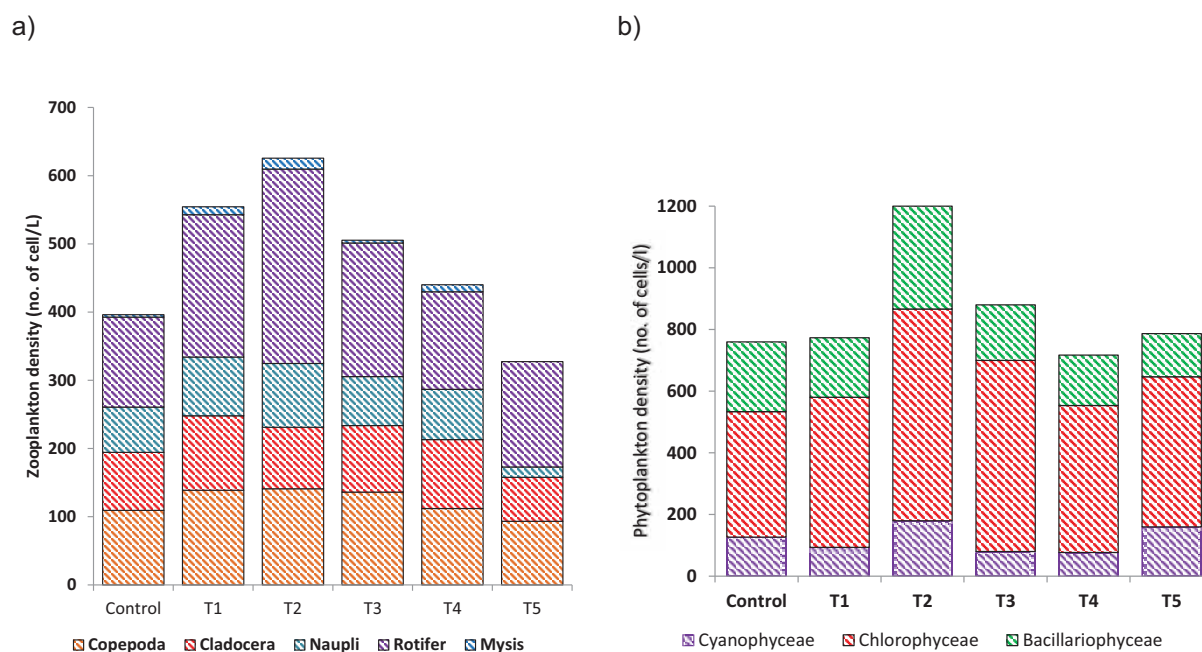 a)
Zooplankton density (no. of cell/L)
700
600
500
400
300
200
100
0
Control T1 T2 T3 T4 T5
Copepoda Cladocera Naupli Rotifer Mysis
b)
Phytoplankton density (no. of cells/l)
1200
1000
800
600
400
200
0
Control T1 T2 T3 T4 T5
Cyanophyceae Chlorophyceae Bacillariophyceae